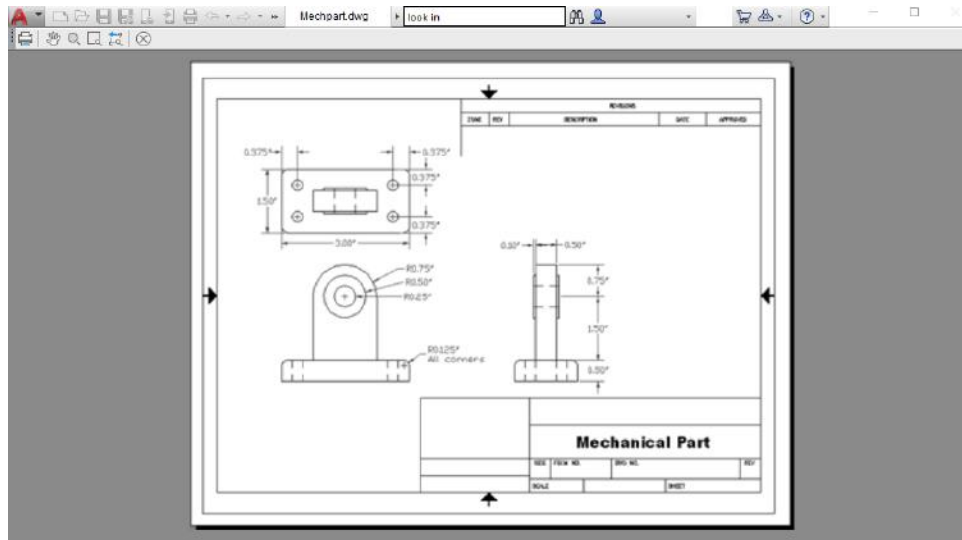 Mechpart.dwg look in
REVISIONS
ZONE REV DESCRIPTION DATE APPROVED
0.375" 0.375"
0.375"
1.50"
0.375"
3.00"
0.10" 0.50"
R0.75"
R0.50"
R0.25"
0.75"
1.50"
R0.125"
All corners
0.50"
Mechanical Part
SIZE FSCM NO. DWG NO. REV
SCALE SHEET